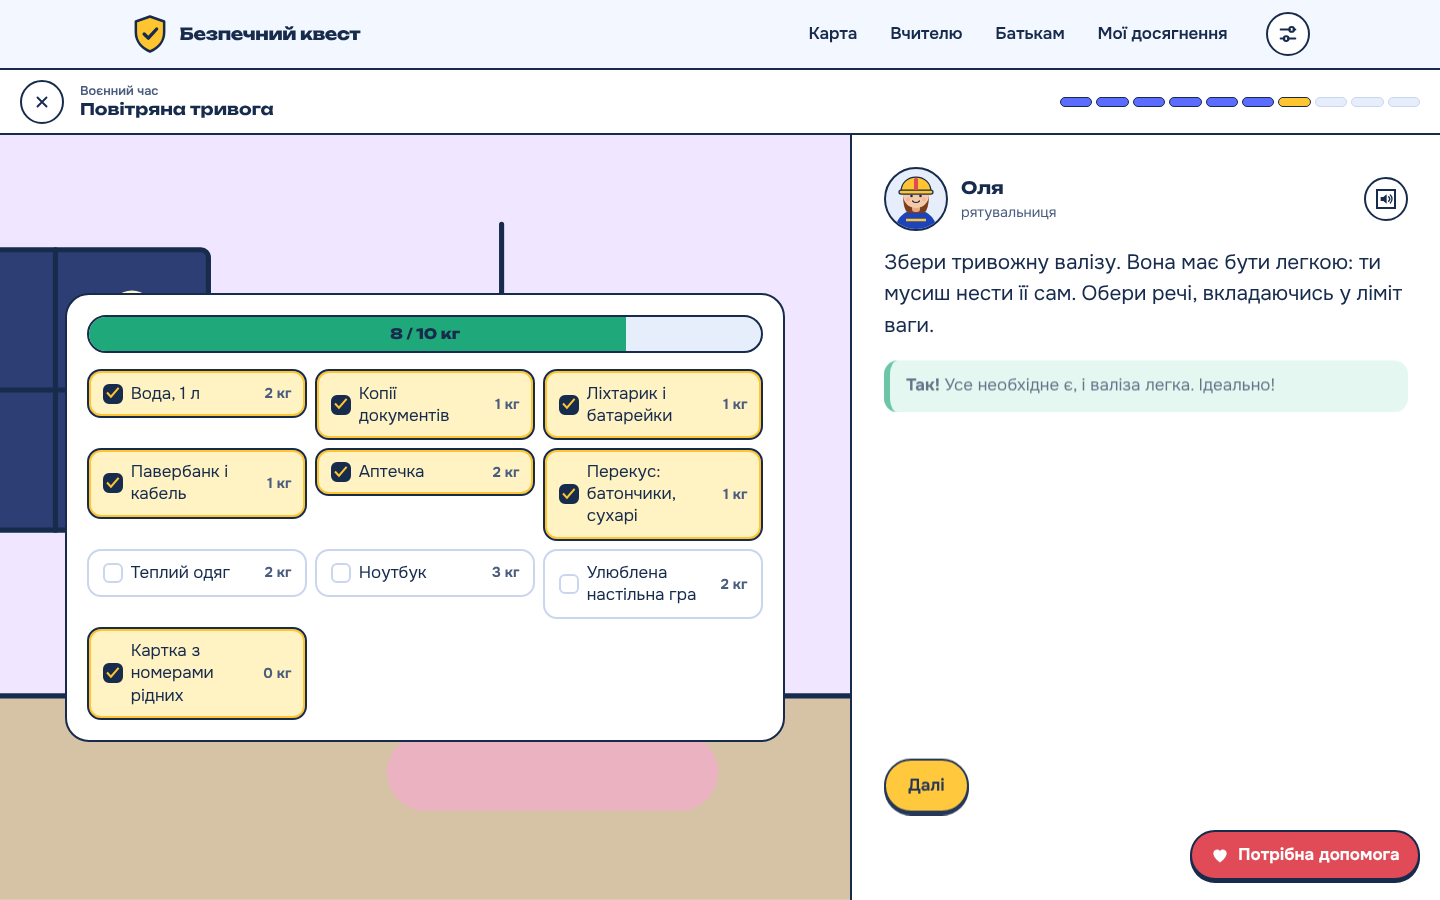 Безпечний квест
Карта
Вчителю
Батькам
Мої досягнення
Воєнний час
Повітряна тривога
8 / 10 кг
Вода, 1 л
2 кг
Копії
документів
1 кг
Ліхтарик і
батарейки
1 кг
Павербанк і
кабель
1 кг
Аптечка
2 кг
Перекус:
батончики,
сухарі
1 кг
Теплий одяг
2 кг
Ноутбук
3 кг
Улюблена
настільна гра
2 кг
Картка з
номерами
рідних
0 кг
Оля
рятувальниця
Збери тривожну валізу. Вона має бути легкою: ти
мусиш нести її сам. Обери речі, вкладаючись у ліміт
ваги.
Так! Усе необхідне є, і валіза легка. Ідеально!
Далі
Потрібна допомога